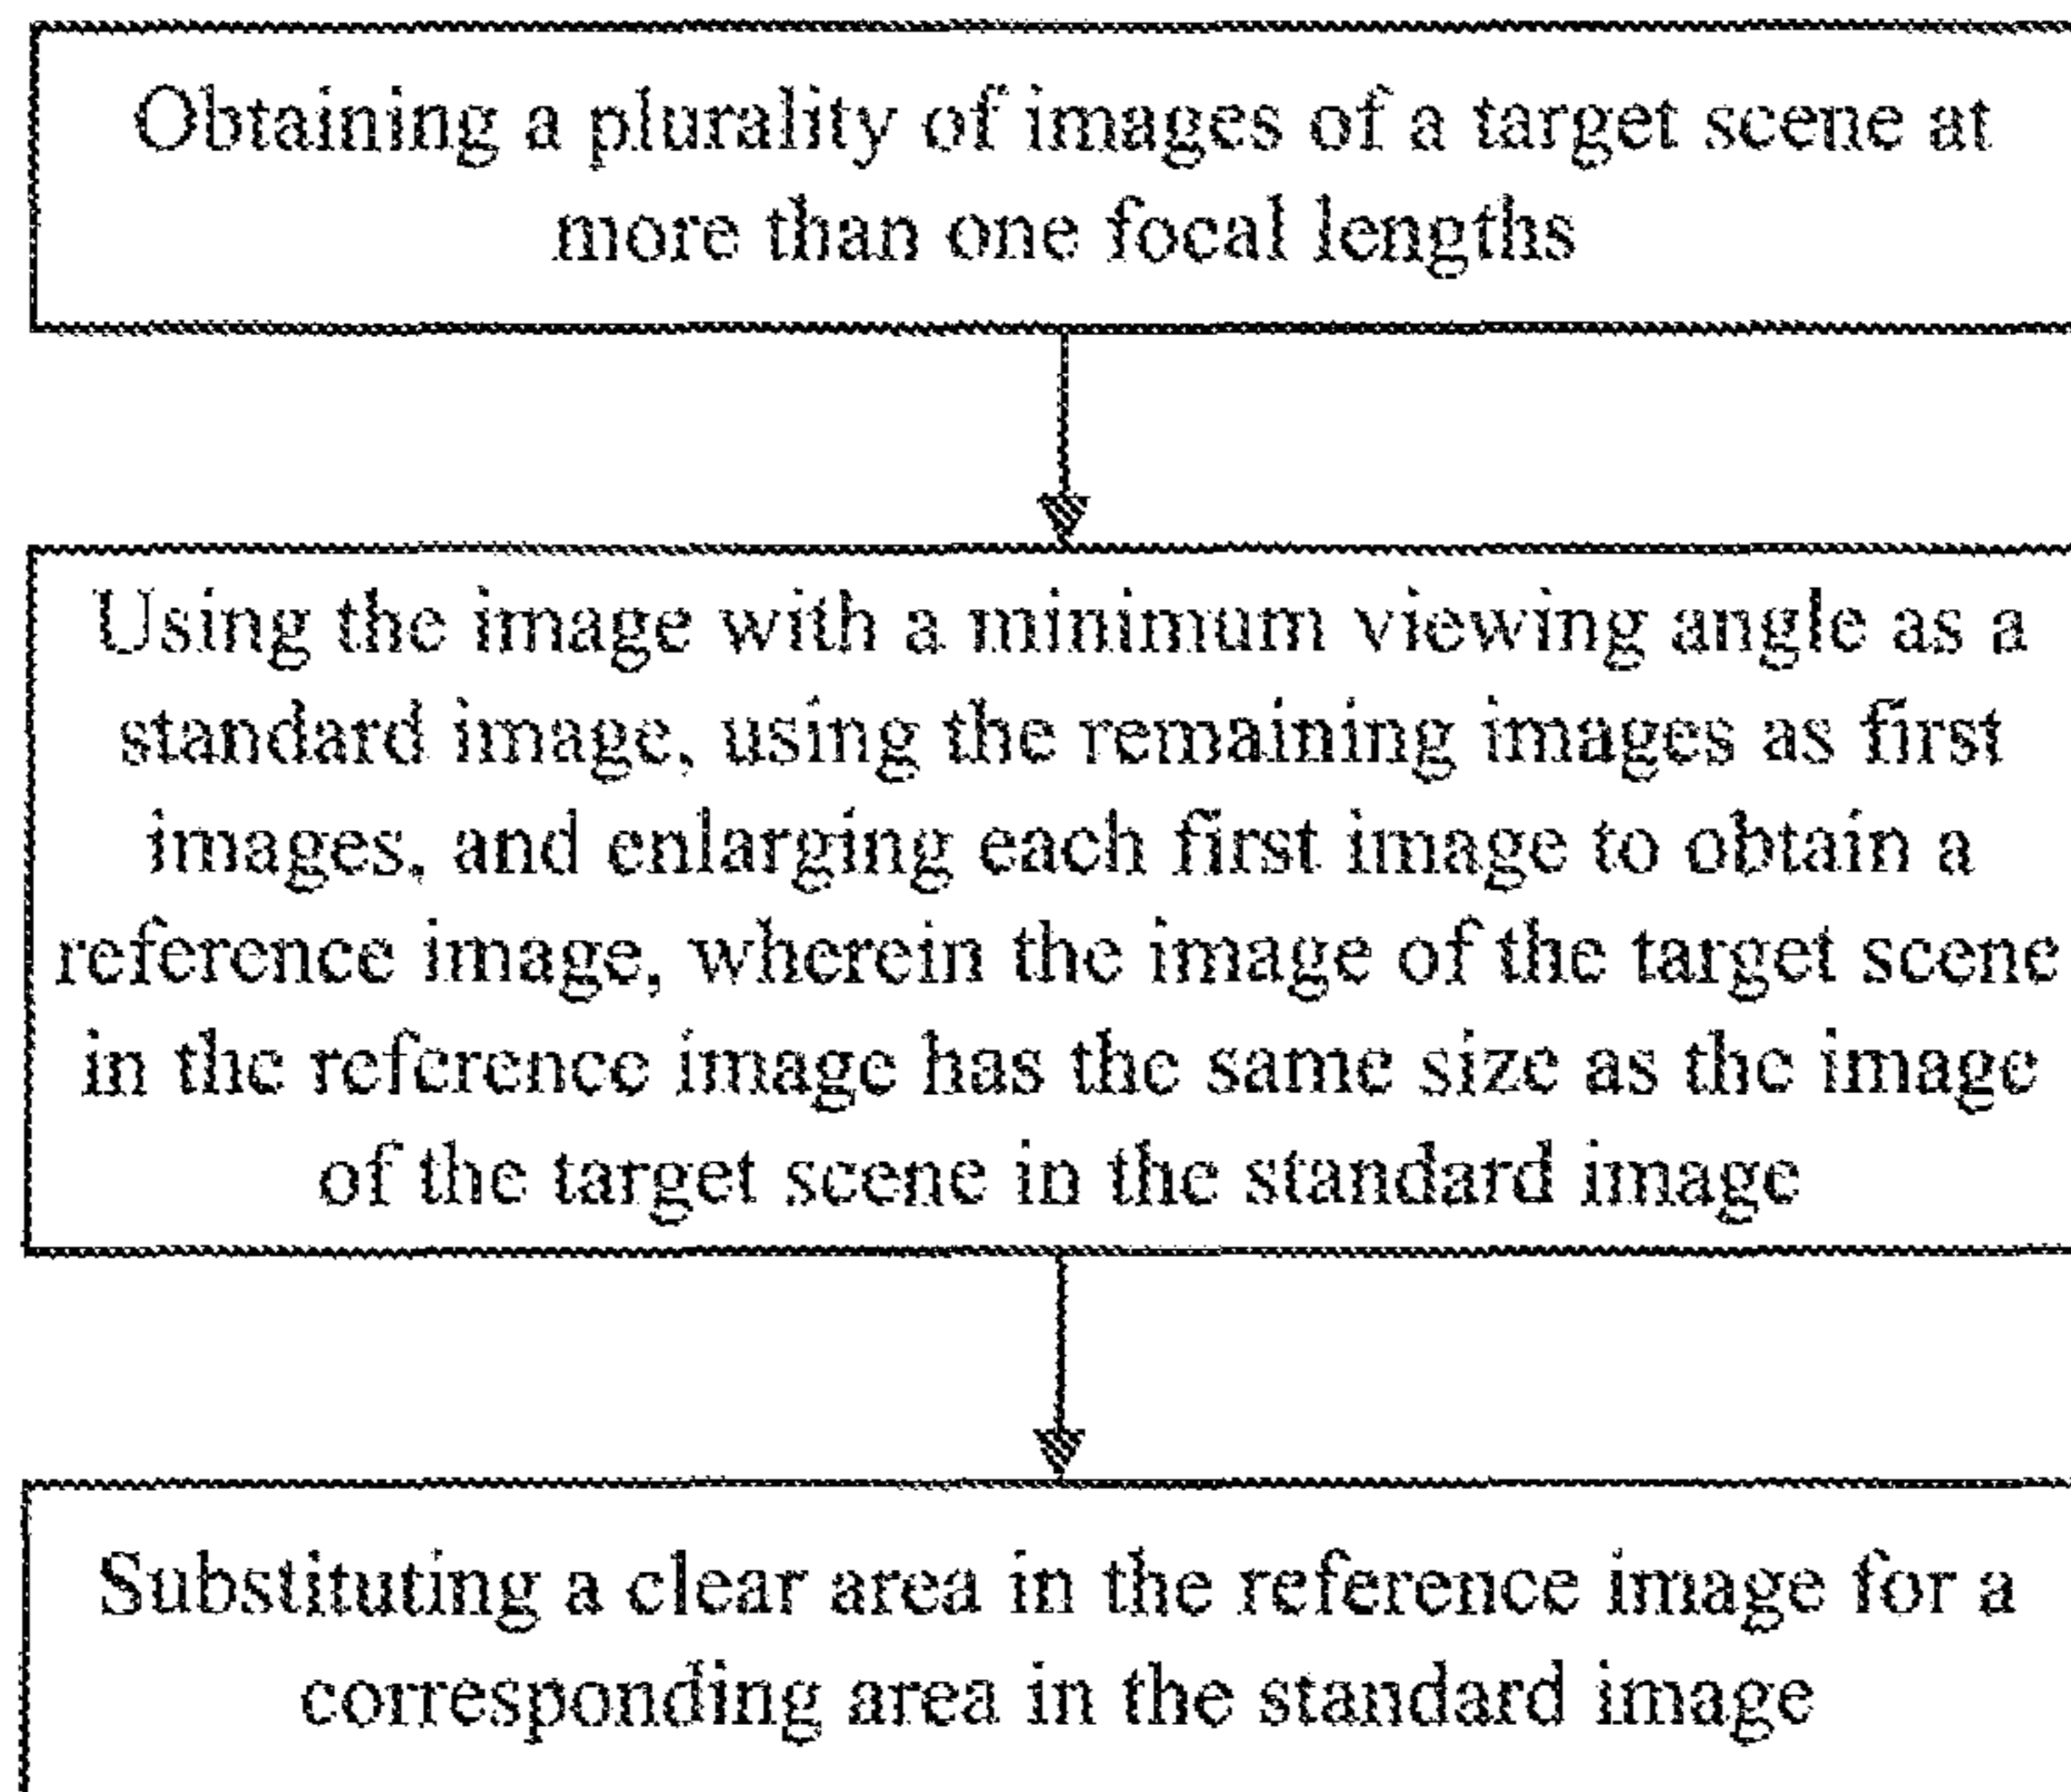 Obtaining a plurality of images of a target scene at
more than one focal lengths
Using the image with a minimum viewing angle as a
standard image, using the remaining images as first
images, and enlarging each first image to obtain a
reference image, wherein the image of the target scene
in the reference image has the same size as the image
of the target scene in the standard image
Substituting a clear area in the reference image for a
corresponding area in the standard image